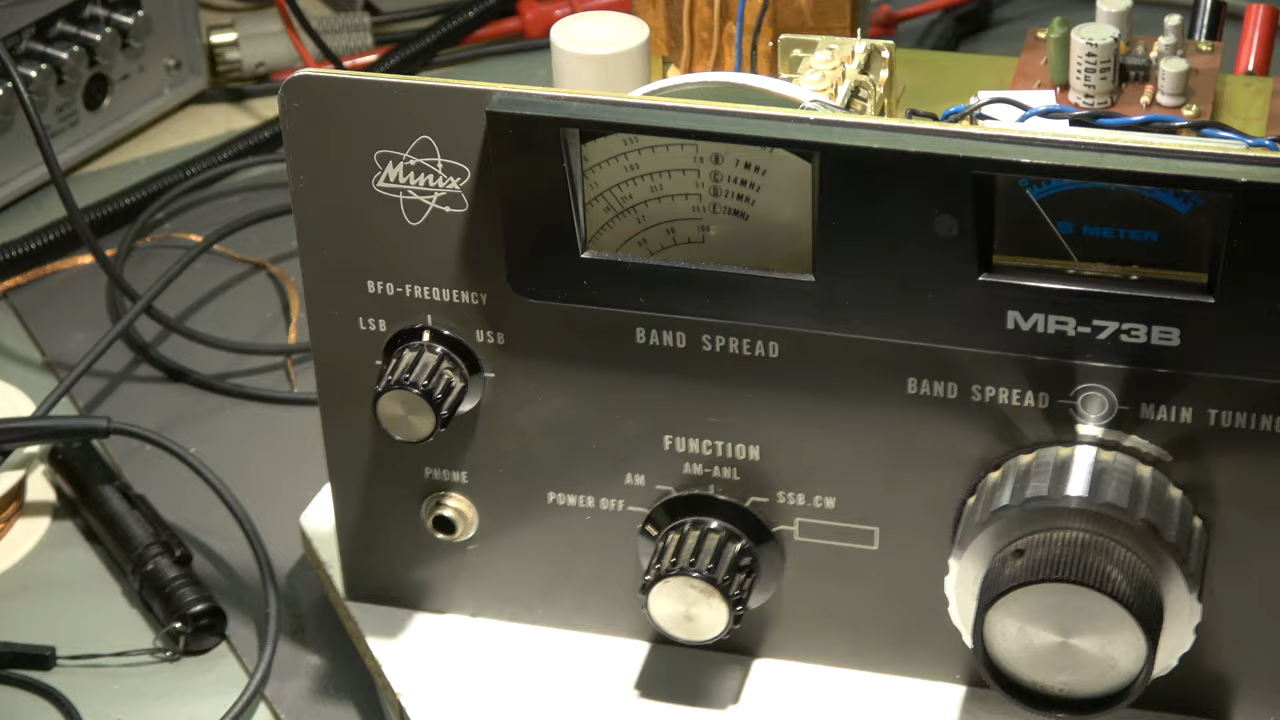 Minix
B 7MHz
C 14MHz
D 21MHz
E 28MHz
S METER
MR-73B
BFO-FREQUENCY
LSB
USB
BAND SPREAD
BAND SPREAD
MAIN TUNING
FUNCTION
AM-ANL
AM
POWER OFF
SSB.CW
PHONE